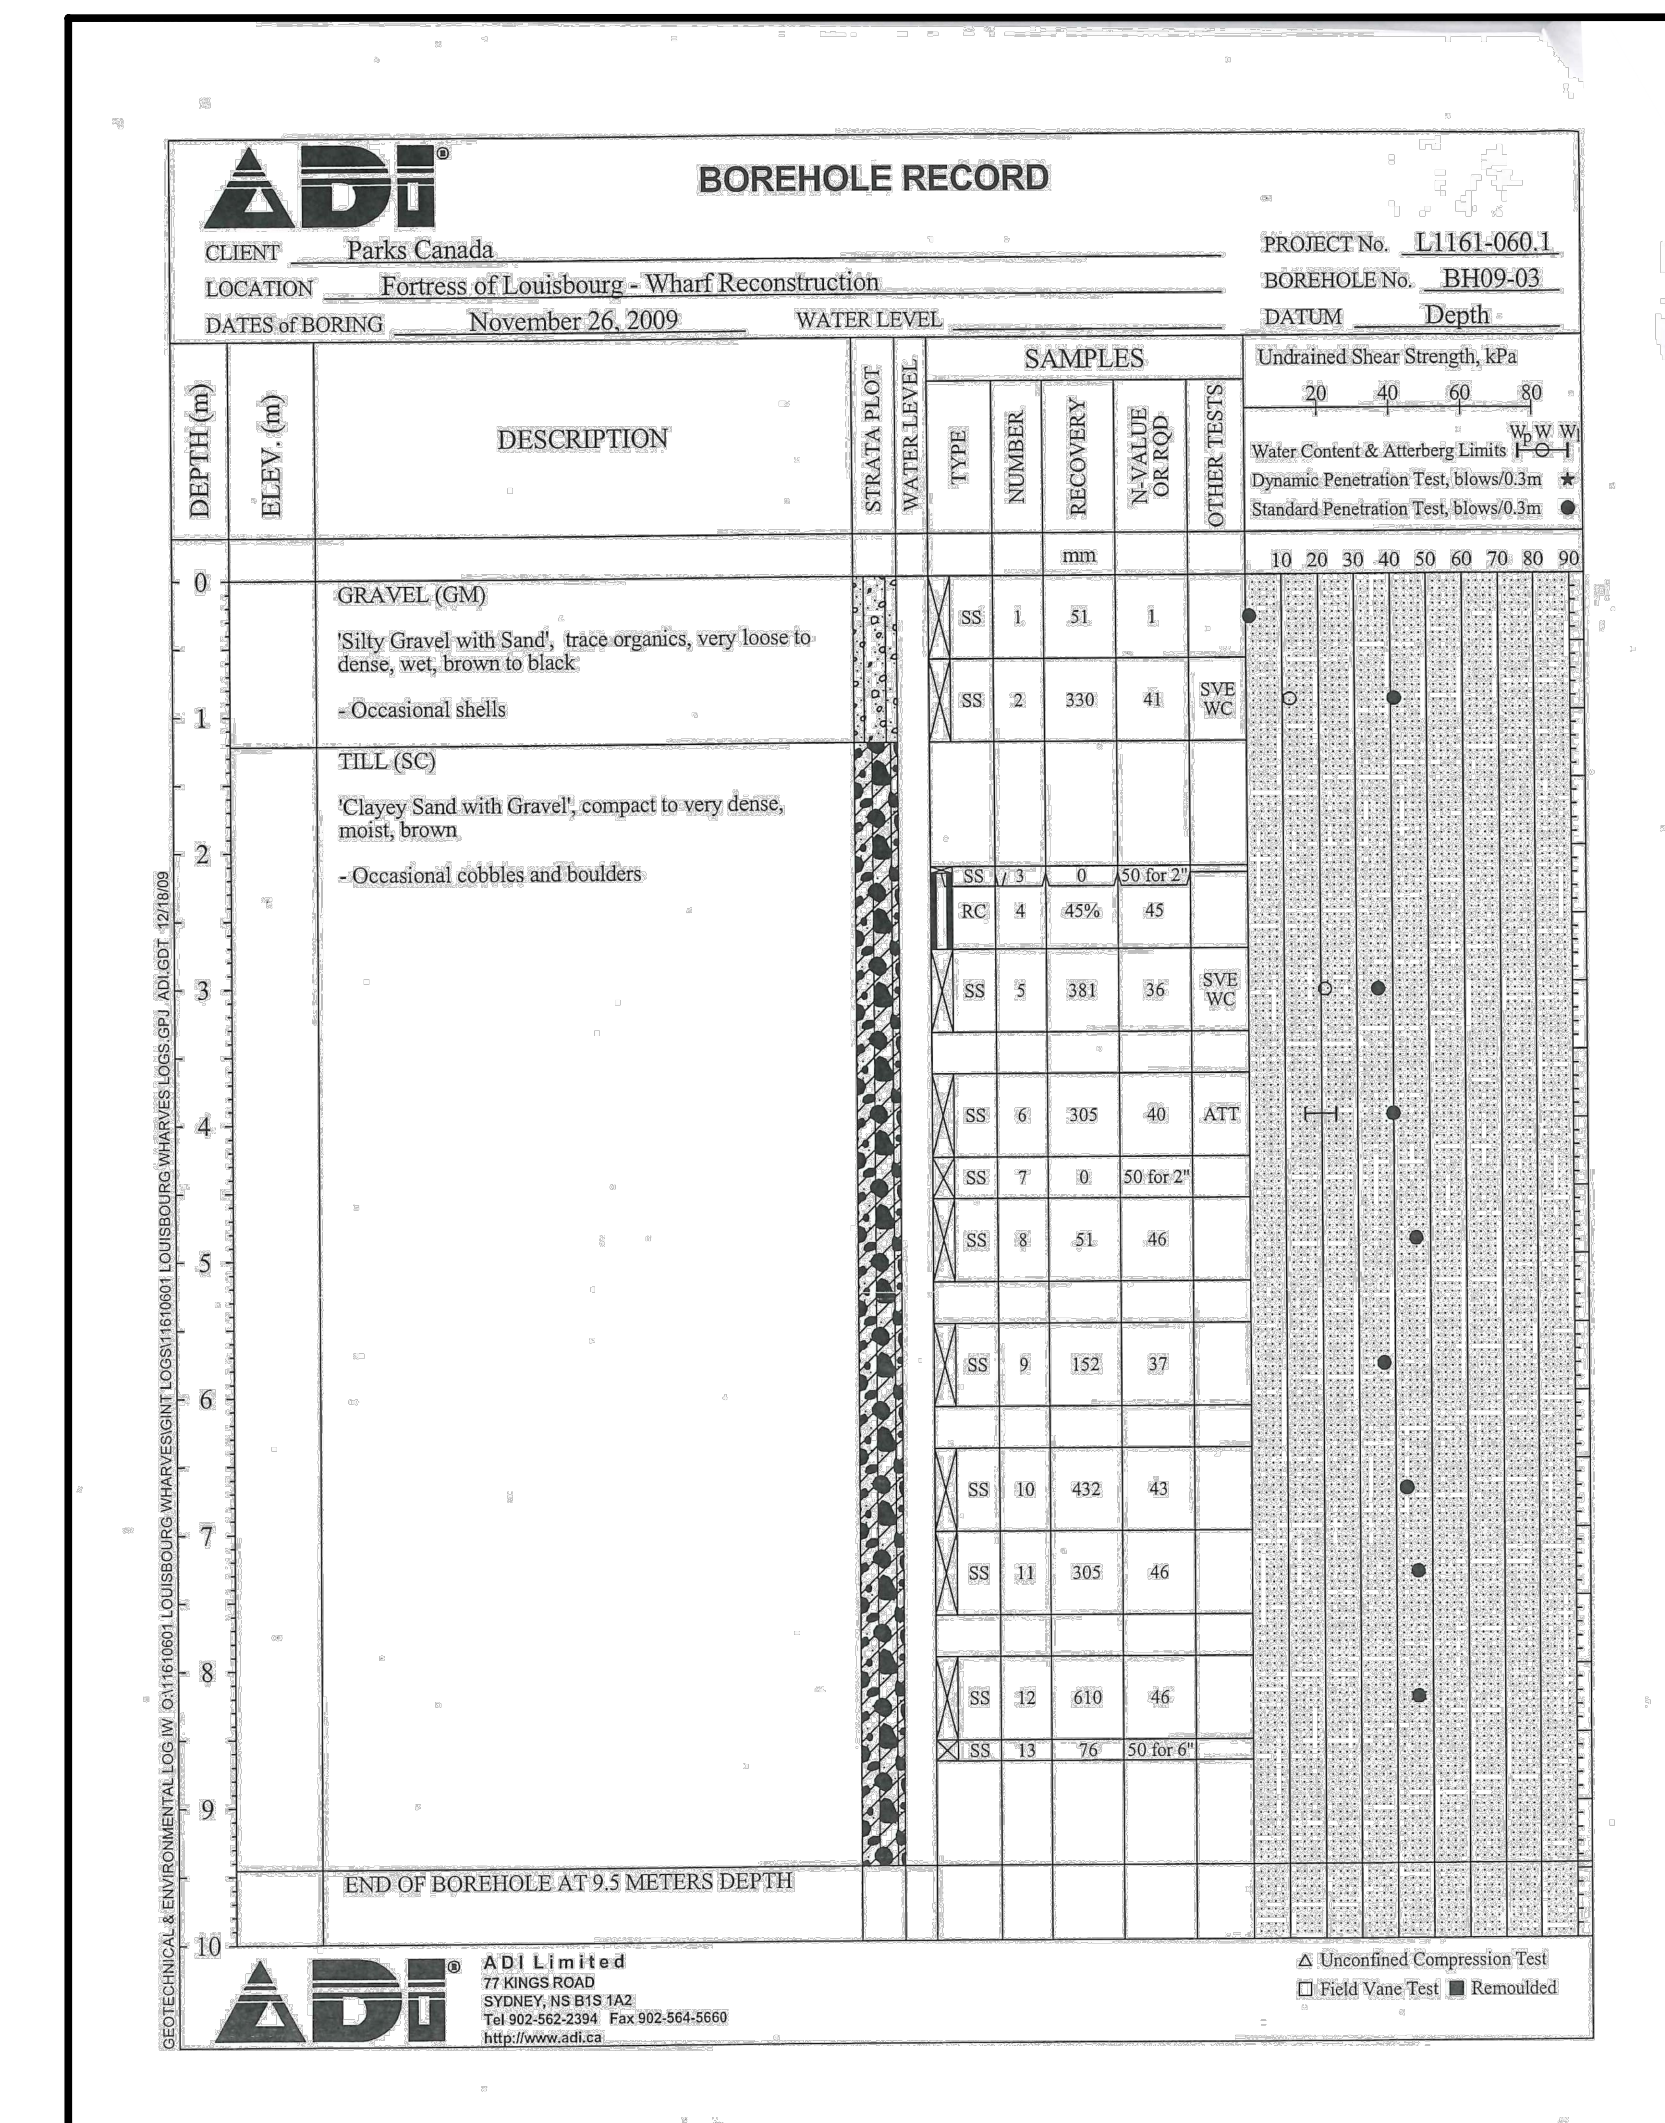 ADI®
BOREHOLE RECORD
CLIENT Parks Canada
PROJECT No. L1161-060.1
LOCATION Fortress of Louisbourg - Wharf Reconstruction
BOREHOLE No. BH09-03
DATES of BORING November 26, 2009 WATER LEVEL
DATUM Depth
DEPTH (m)
ELEV. (m)
DESCRIPTION
STRATA PLOT
WATER LEVEL
SAMPLES
TYPE
NUMBER
RECOVERY
N-VALUE OR RQD
OTHER TESTS
Undrained Shear Strength, kPa
20 40 60 80
Wp W Wl
Water Content & Atterberg Limits
Dynamic Penetration Test, blows/0.3m ★
Standard Penetration Test, blows/0.3m ●
mm
10 20 30 40 50 60 70 80 90
0
GRAVEL (GM)
'Silty Gravel with Sand', trace organics, very loose to
dense, wet, brown to black
- Occasional shells
SS 1 51 1
SS 2 330 41 SVE WC
1
TILL (SC)
'Clayey Sand with Gravel', compact to very dense,
moist, brown
- Occasional cobbles and boulders
2
SS 3 0 50 for 2"
RC 4 45% 45
3
SS 5 381 36 SVE WC
4
SS 6 305 40 ATT
SS 7 0 50 for 2"
SS 8 51 46
5
SS 9 152 37
6
SS 10 432 43
7
SS 11 305 46
8
SS 12 610 46
SS 13 76 50 for 6"
9
END OF BOREHOLE AT 9.5 METERS DEPTH
10
GEOTECHNICAL & ENVIRONMENTAL LOG IW O:\11610601 LOUISBOURG WHARVES\GINT LOGS\11610601 LOUISBOURG WHARVES LOGS.GPJ ADI.GDT 12/18/09
ADI®
ADI Limited
77 KINGS ROAD
SYDNEY, NS B1S 1A2
Tel 902-562-2394 Fax 902-564-5660
http://www.adi.ca
△ Unconfined Compression Test
□ Field Vane Test ■ Remoulded